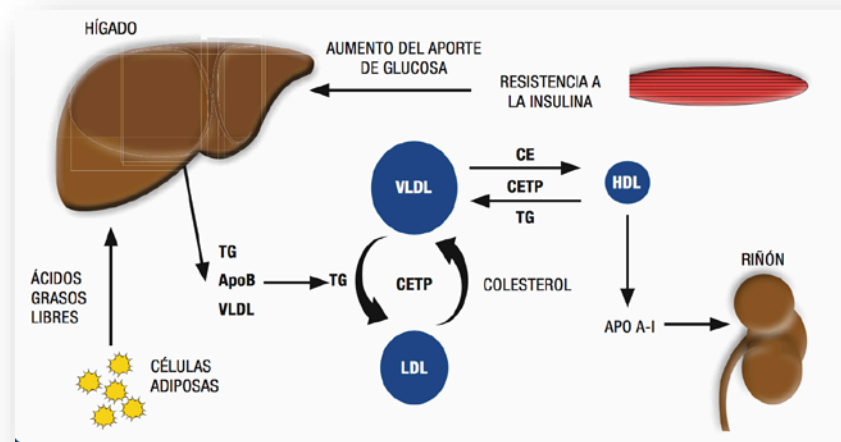 HÍGADO
AUMENTO DEL APORTE
DE GLUCOSA
RESISTENCIA A
LA INSULINA
VLDL
CE
CETP
TG
HDL
TG
ApoB
VLDL
TG
CETP
COLESTEROL
LDL
ÁCIDOS
GRASOS
LIBRES
CÉLULAS
ADIPOSAS
APO A-I
RIÑÓN